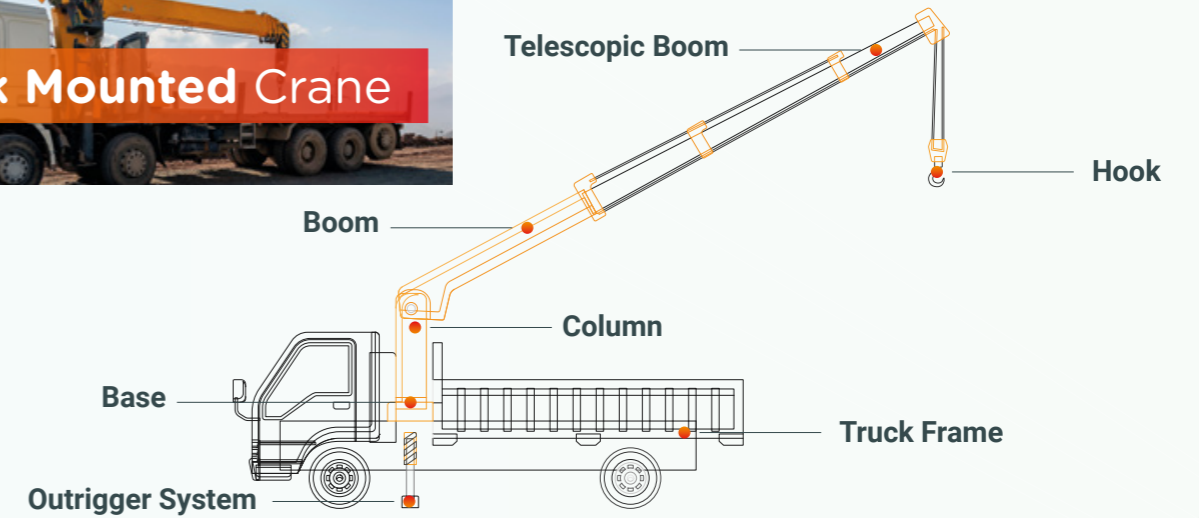 Mounted Crane
Telescopic Boom
Hook
Boom
Column
Base
Truck Frame
Outrigger System